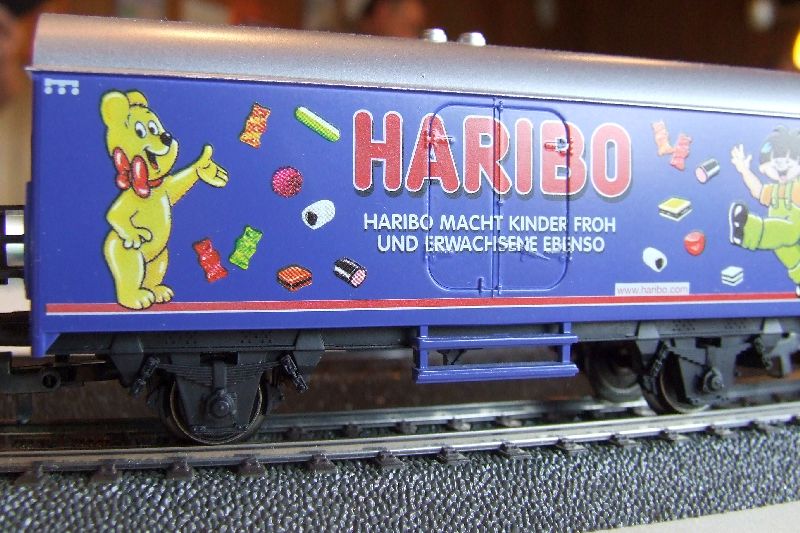 HARIBO
HARIBO MACHT KINDER FROH
UND ERWACHSENE EBENSO
www.haribo.com